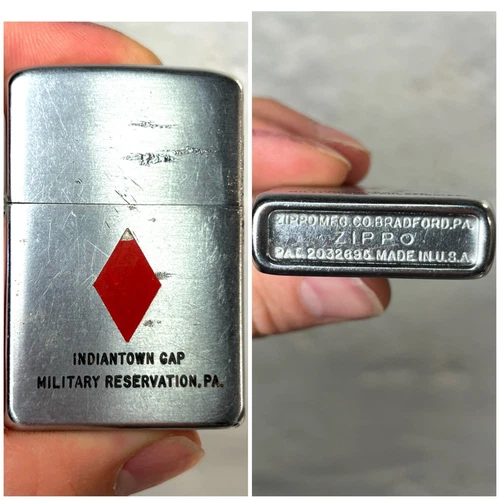 INDIANTOWN GAP
MILITARY RESERVATION, PA.
ZIPPO MFG. CO. BRADFORD, PA.
ZIPPO
PAT. 2032695 MADE IN U.S.A.